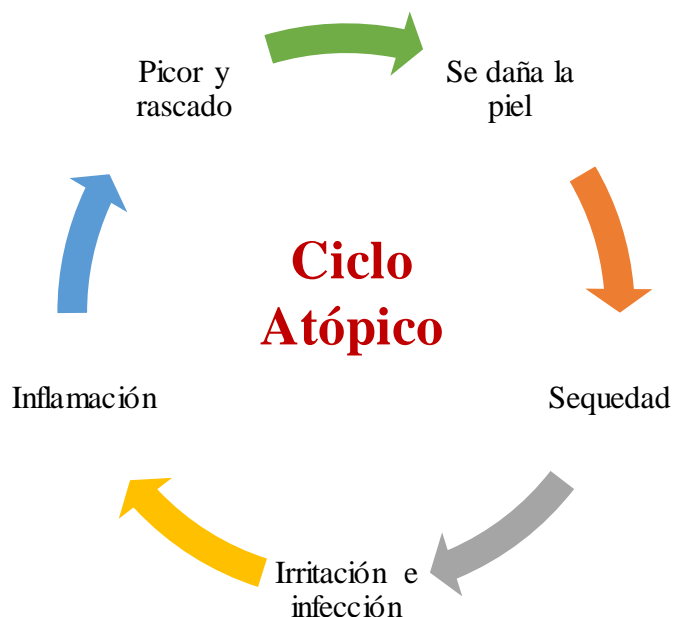 Picor y
rascado
Se daña la
piel
Ciclo
Atópico
Inflamación
Sequedad
Irritación e
infección